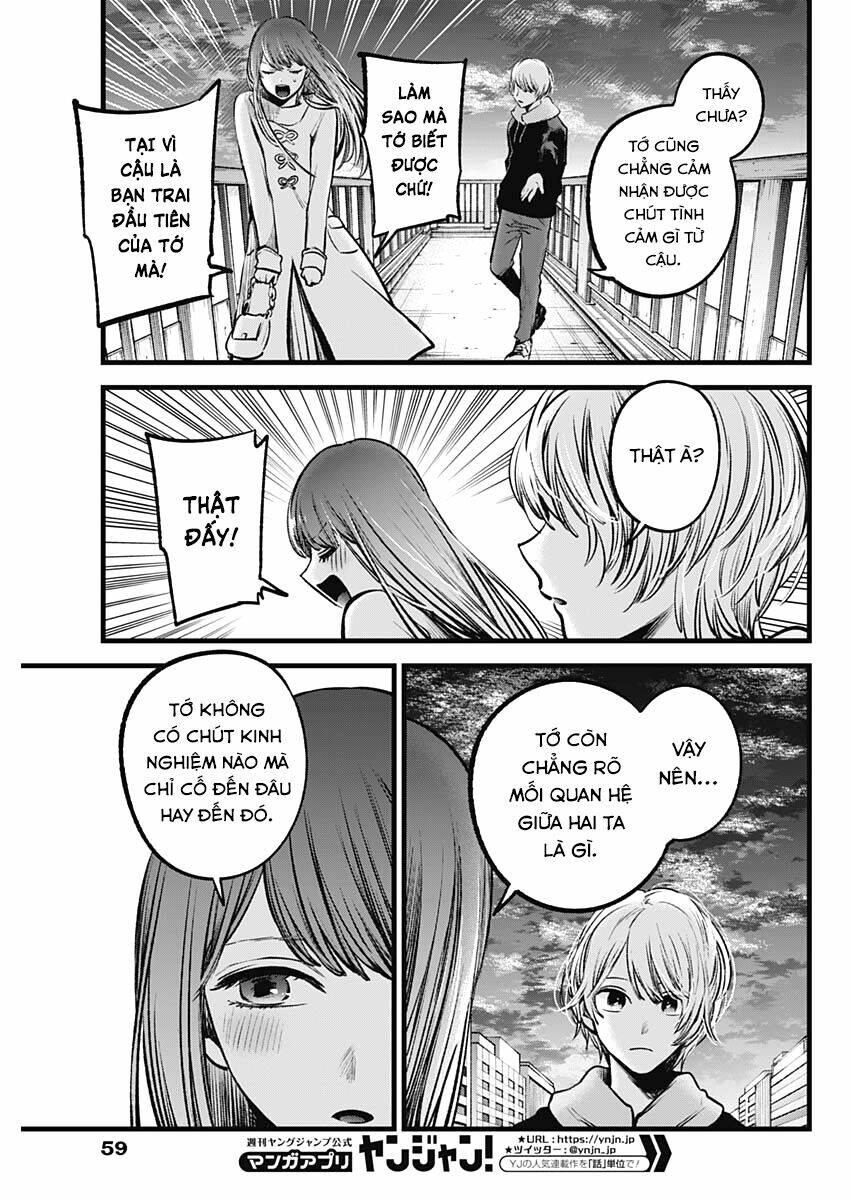 THẤY
CHƯA?
TỚ CŨNG
CHẲNG CẢM
NHẬN ĐƯỢC
CHÚT TÌNH
CẢM GÌ TỪ
CẬU.
LÀM
SAO MÀ
TỚ BIẾT
ĐƯỢC
CHỨ!
TẠI VÌ
CẬU LÀ
BẠN TRAI
ĐẦU TIÊN
CỦA TỚ
MÀ!
THẬT À?
THẬT
ĐẤY!
VẬY
NÊN...
TỚ CÒN
CHẲNG RÕ
MỐI QUAN HỆ
GIỮA HAI TA
LÀ GÌ.
TỚ KHÔNG
CÓ CHÚT KINH
NGHIỆM NÀO MÀ
CHỈ CỐ ĐẾN ĐÂU
HAY ĐẾN ĐÓ.
59
週刊ヤングジャンプ公式
マンガアプリ
ヤンジャン!
★URL:https://ynjn.jp
★ツイッター:@ynjn_jp
YJの人気連載作を「話」単位で!